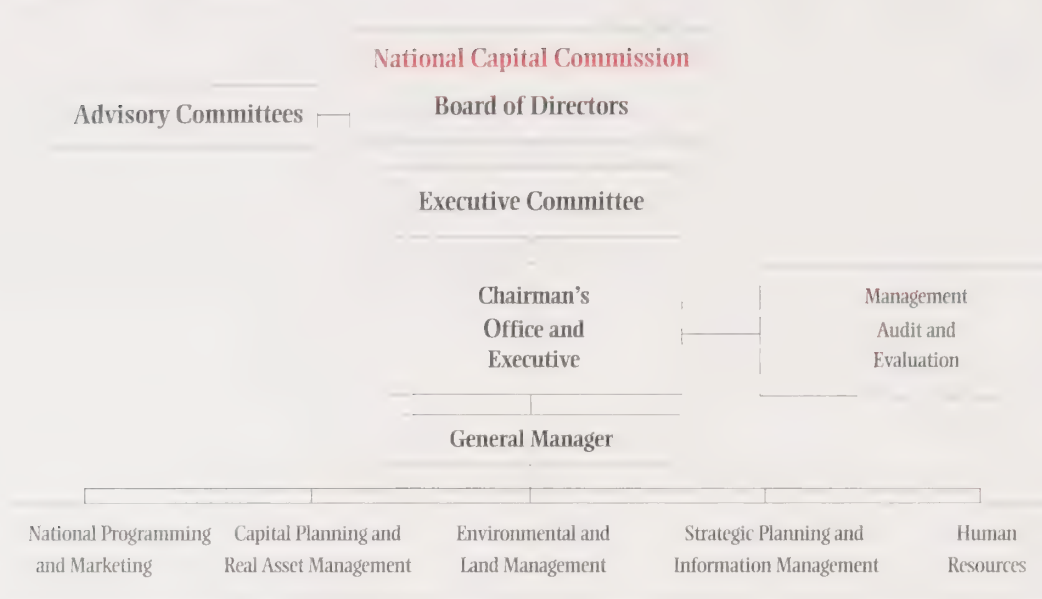 National Capital Commission
Advisory Committees
Board of Directors
Executive Committee
Chairman's
Office and
Executive
Management
Audit and
Evaluation
General Manager
National Programming
and Marketing
Capital Planning and
Real Asset Management
Environmental and
Land Management
Strategic Planning and
Information Management
Human
Resources